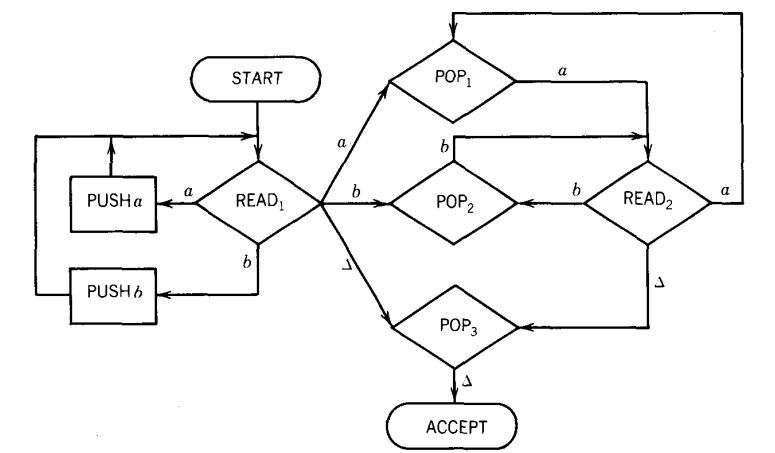 START
POP₁
a
a
b
PUSH a
a
READ₁
b
POP₂
b
READ₂
a
b
PUSH b
Δ
Δ
POP₃
Δ
ACCEPT